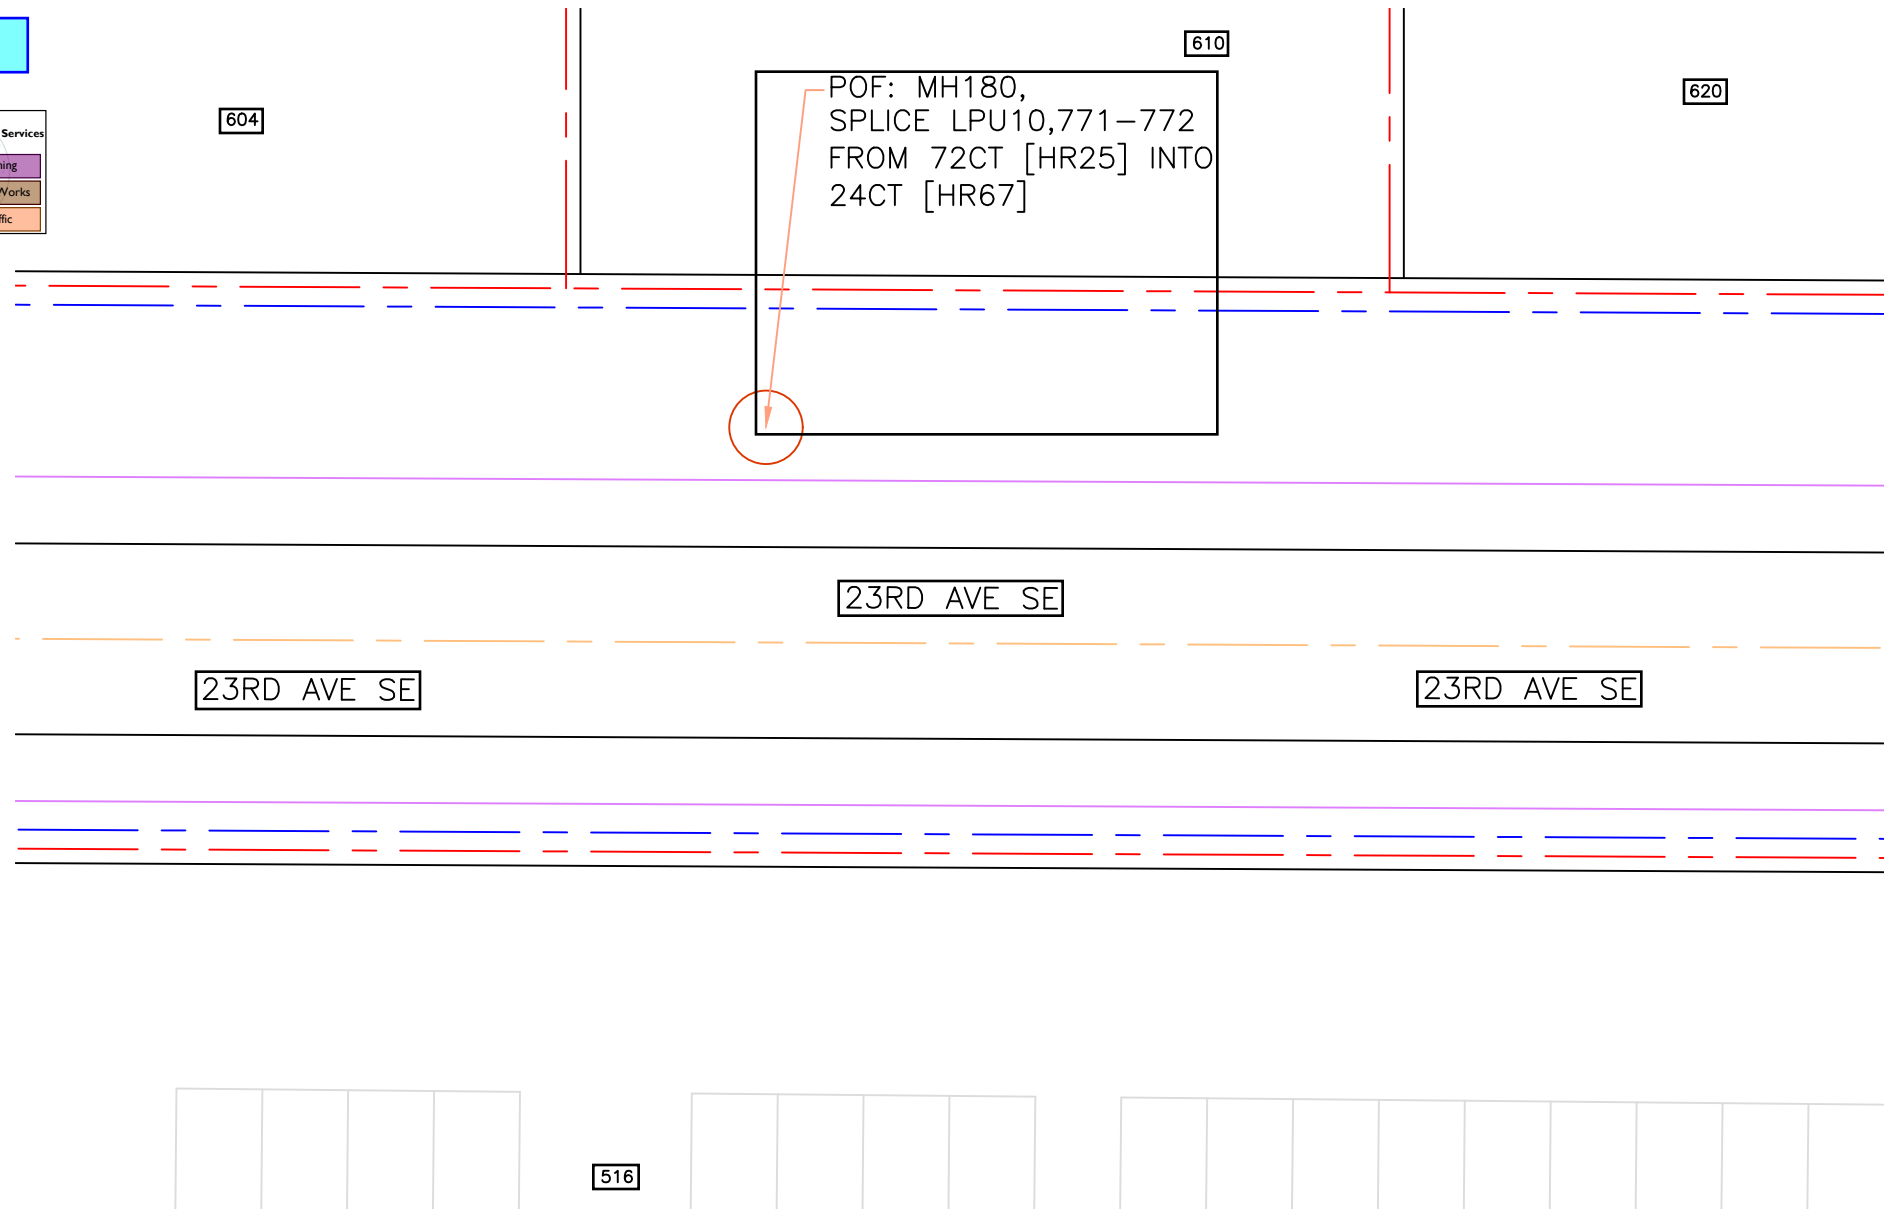 610
POF: MH180,
SPLICE LPU10,771-772
FROM 72CT [HR25] INTO
24CT [HR67]
620
604
Services
Works
23RD AVE SE
23RD AVE SE
23RD AVE SE
516